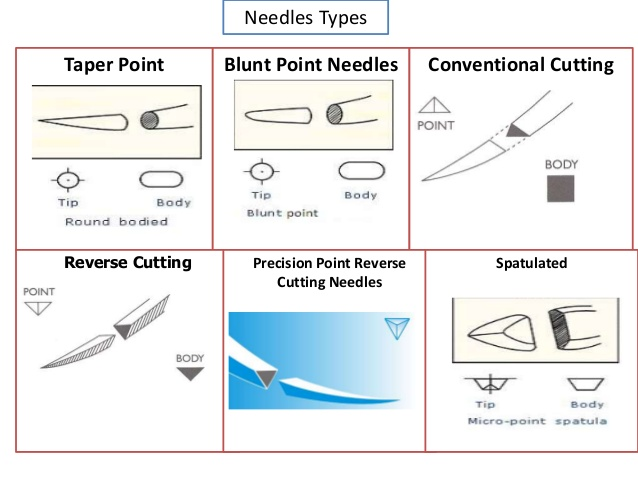 Needles Types
Taper Point
Tip
Body
Round bodied
Blunt Point Needles
Tip
Body
Blunt point
Conventional Cutting
POINT
BODY
Reverse Cutting
POINT
BODY
Precision Point Reverse
Cutting Needles
Spatulated
Tip
Body
Micro-point spatula